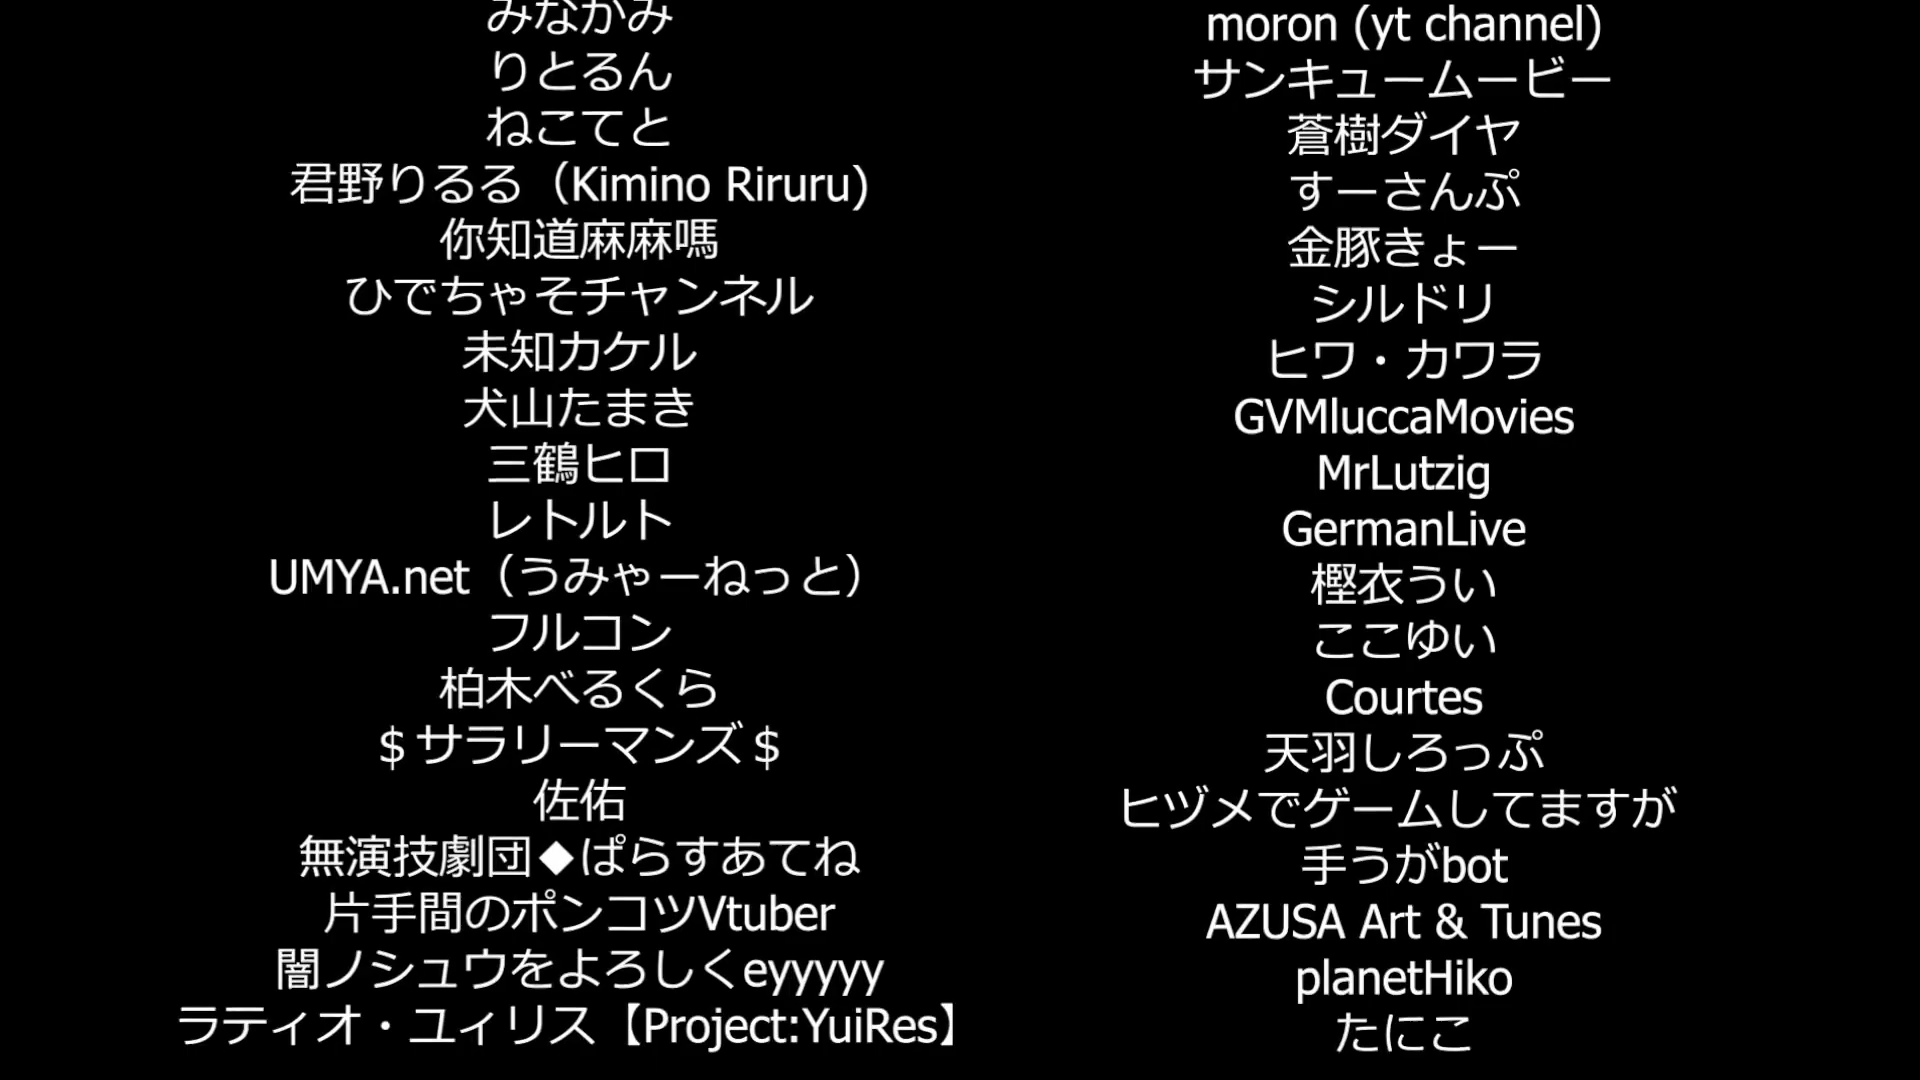 みなかみ
りとるん
ねこてと
君野りるる（Kimino Riruru)
你知道麻麻嗎
ひでちゃそチャンネル
未知カケル
犬山たまき
三鶴ヒロ
レトルト
UMYA.net（うみゃーねっと）
フルコン
柏木べるくら
＄サラリーマンズ＄
佐佑
無演技劇団◆ぱらすあてね
片手間のポンコツVtuber
闇ノシュウをよろしくeyyyyy
ラティオ・ユィリス【Project:YuiRes】
moron (yt channel)
サンキュームービー
蒼樹ダイヤ
すーさんぷ
金豚きょー
シルドリ
ヒワ・カワラ
GVMluccaMovies
MrLutzig
GermanLive
樫衣うい
ここゆい
Courtes
天羽しろっぷ
ヒヅメでゲームしてますが
手うがbot
AZUSA Art & Tunes
planetHiko
たにこ